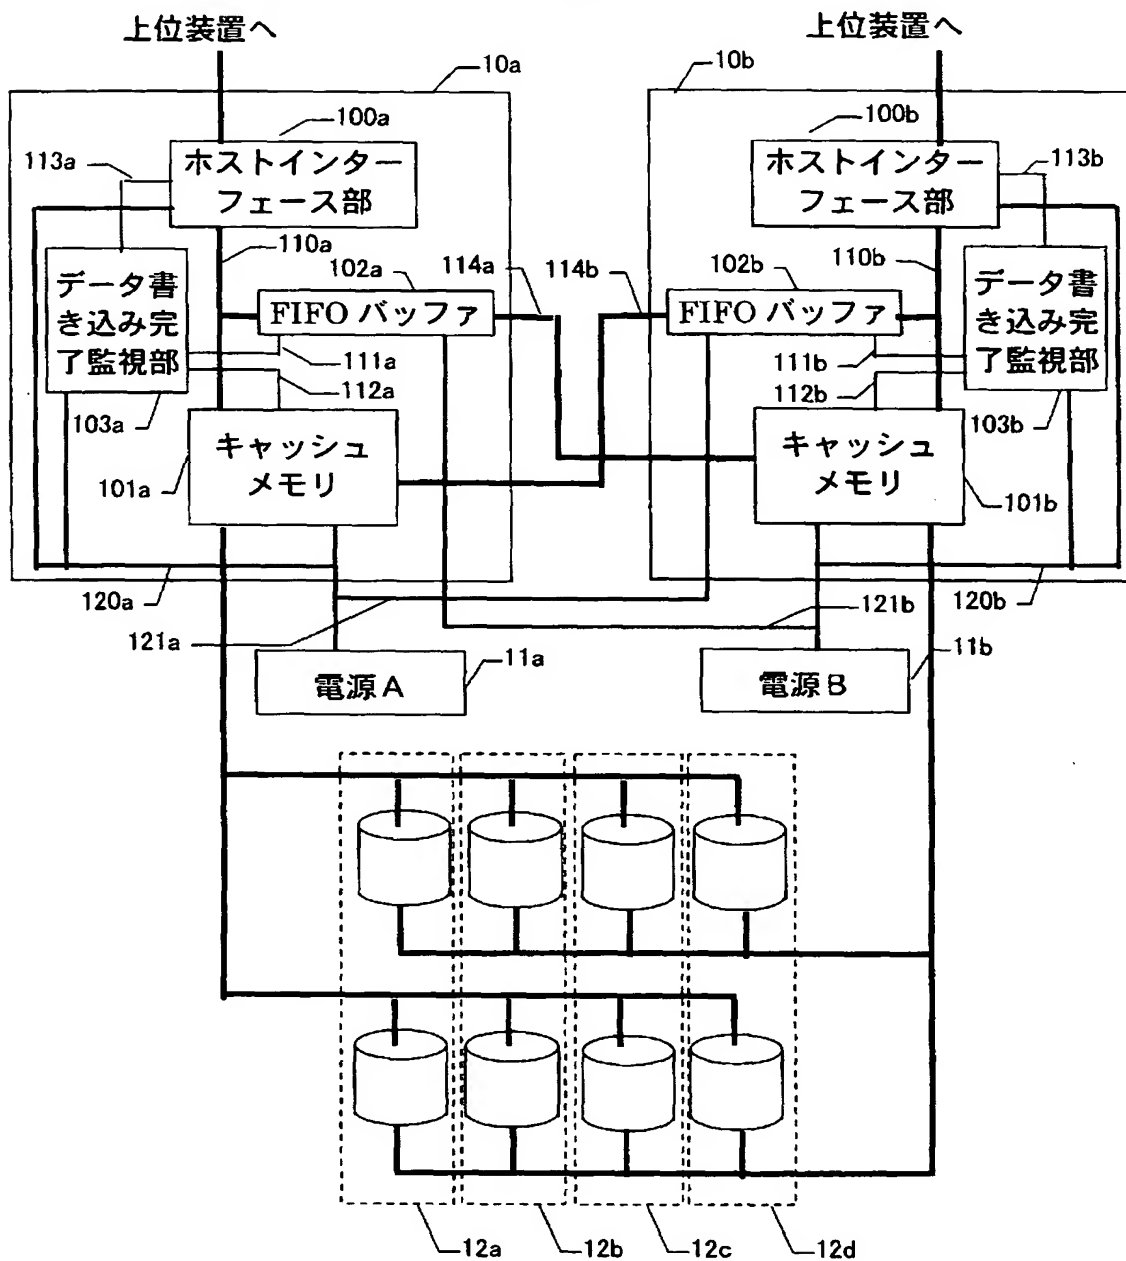 上位装置へ
上位装置へ
10a
10b
100a
100b
ホストインター
フェース部
ホストインター
フェース部
113a
113b
110a
110b
102a
114a
114b
102b
データ書
き込み完
了監視部
FIFO バッファ
FIFO バッファ
データ書
き込み完
了監視部
111a
111b
112a
112b
103a
103b
キャッシュ
メモリ
キャッシュ
メモリ
101a
101b
120a
121a
121b
120b
電源A
11a
電源B
11b
12a
12b
12c
12d